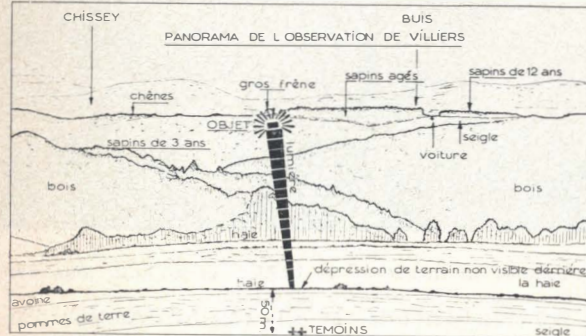 CHISSEY
BUIS
PANORAMA DE L OBSERVATION DE VILLIERS
gros frêne
sapins agés
sapins de 12 ans
chênes
OBJET
seigle
voiture
sapins de 3 ans
lumière
bois
bois
haie
dépression de terrain non visible derrière
la haie
haie
avoine
pommes de terre
50m
TEMOINS
seigle